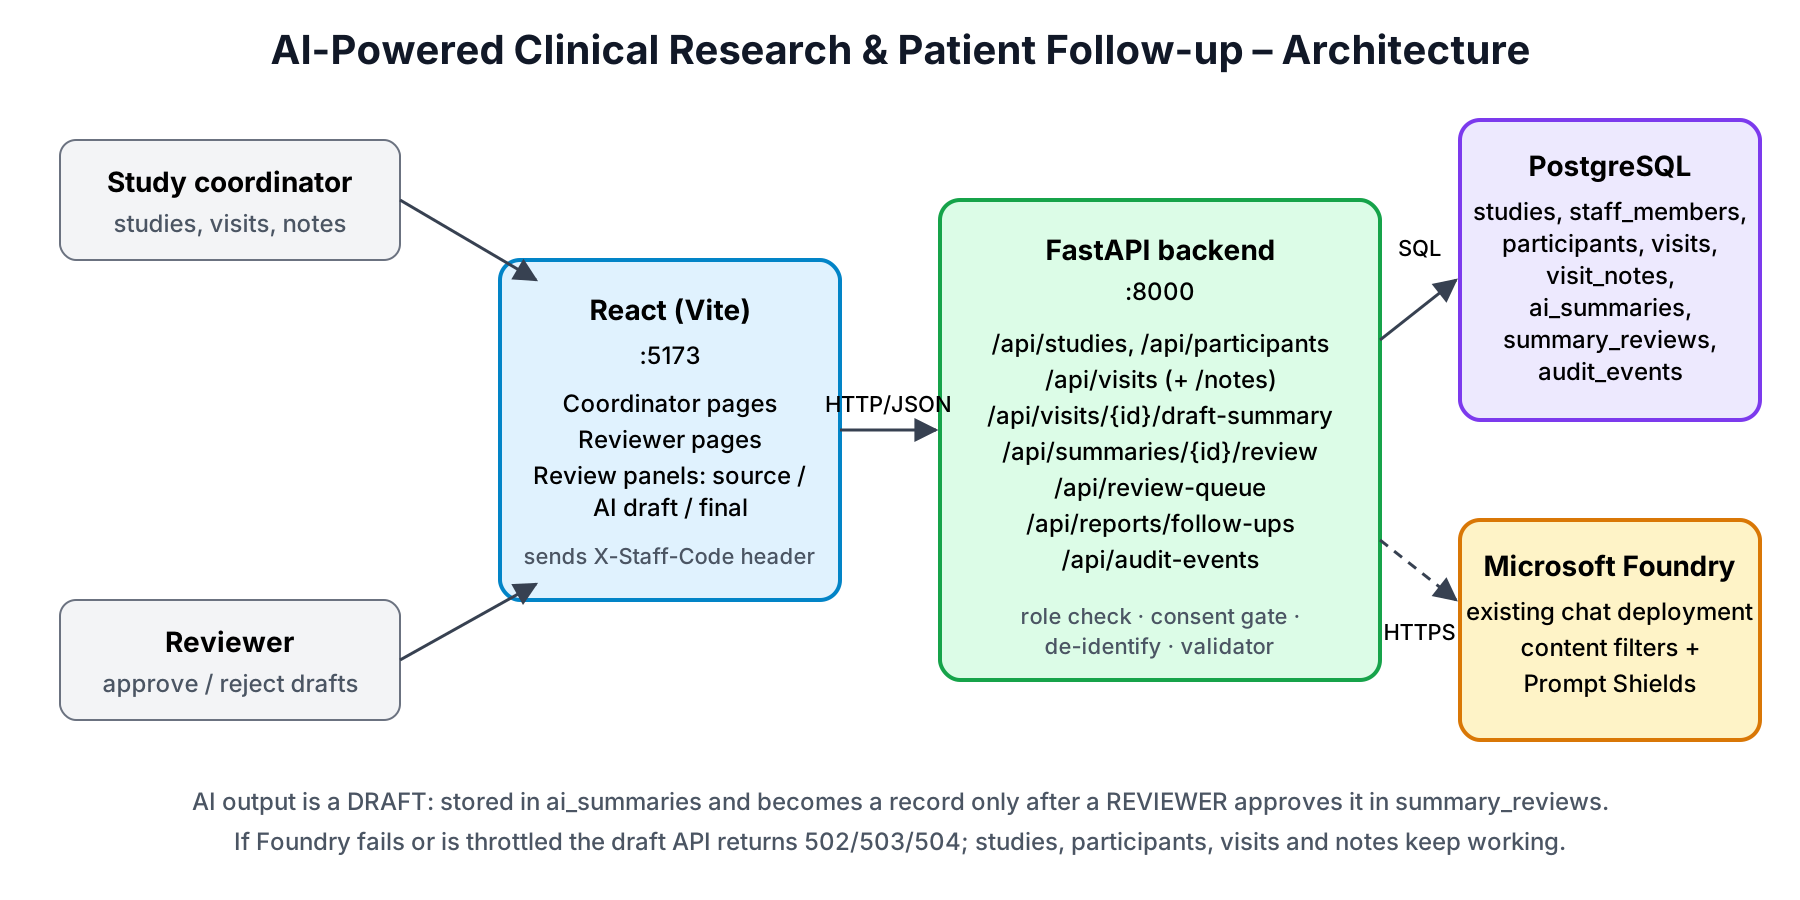 AI-Powered Clinical Research & Patient Follow-up – Architecture
Study coordinator
studies, visits, notes
Reviewer
approve / reject drafts
React (Vite)
:5173
Coordinator pages
Reviewer pages
Review panels: source /
AI draft / final
sends X-Staff-Code header
HTTP/JSON
FastAPI backend
:8000
/api/studies, /api/participants
/api/visits (+ /notes)
/api/visits/{id}/draft-summary
/api/summaries/{id}/review
/api/review-queue
/api/reports/follow-ups
/api/audit-events
role check · consent gate ·
de-identify · validator
SQL
PostgreSQL
studies, staff_members,
participants, visits,
visit_notes,
ai_summaries,
summary_reviews,
audit_events
HTTPS
Microsoft Foundry
existing chat deployment
content filters +
Prompt Shields
AI output is a DRAFT: stored in ai_summaries and becomes a record only after a REVIEWER approves it in summary_reviews.
If Foundry fails or is throttled the draft API returns 502/503/504; studies, participants, visits and notes keep working.